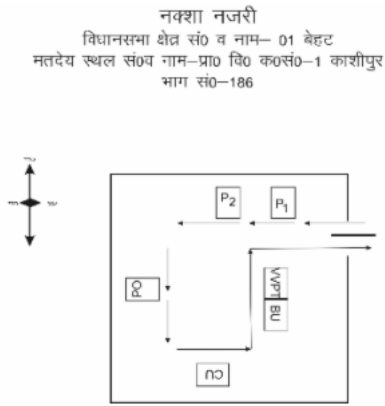 नक्शा नजरी
विधानसभा क्षेत्र सं0 व नाम– 01 बेहट
मतदेय स्थल सं0व नाम–प्रा0 वि0 क0सं0–1 काशीपुर
भाग सं0–186
P2
P1
PO
VVPT
BU
CU